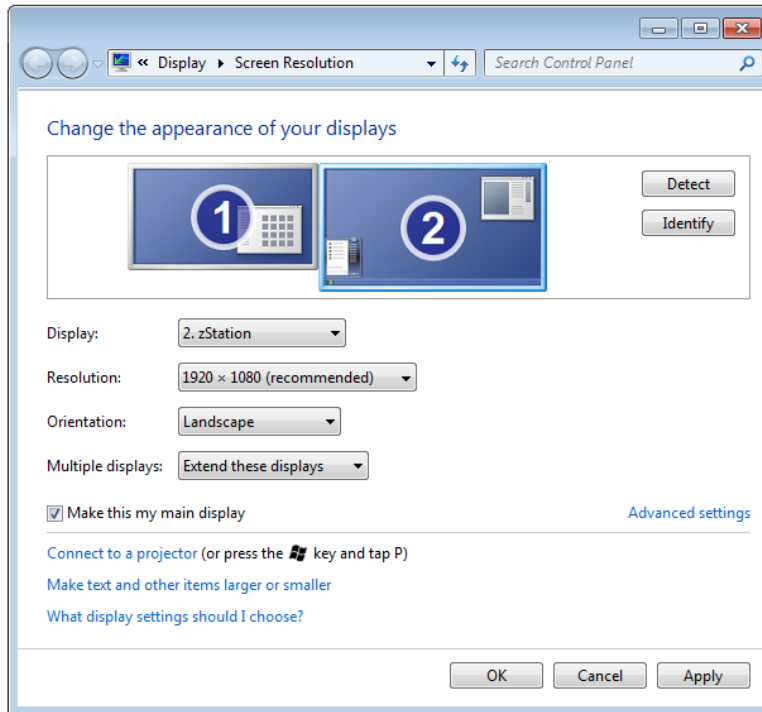 « Display ▸ Screen Resolution Search Control Panel
Change the appearance of your displays
1 2 Detect
Identify
Display: 2. zStation
Resolution: 1920 × 1080 (recommended)
Orientation: Landscape
Multiple displays: Extend these displays
Make this my main display Advanced settings
Connect to a projector (or press the key and tap P)
Make text and other items larger or smaller
What display settings should I choose?
OK Cancel Apply